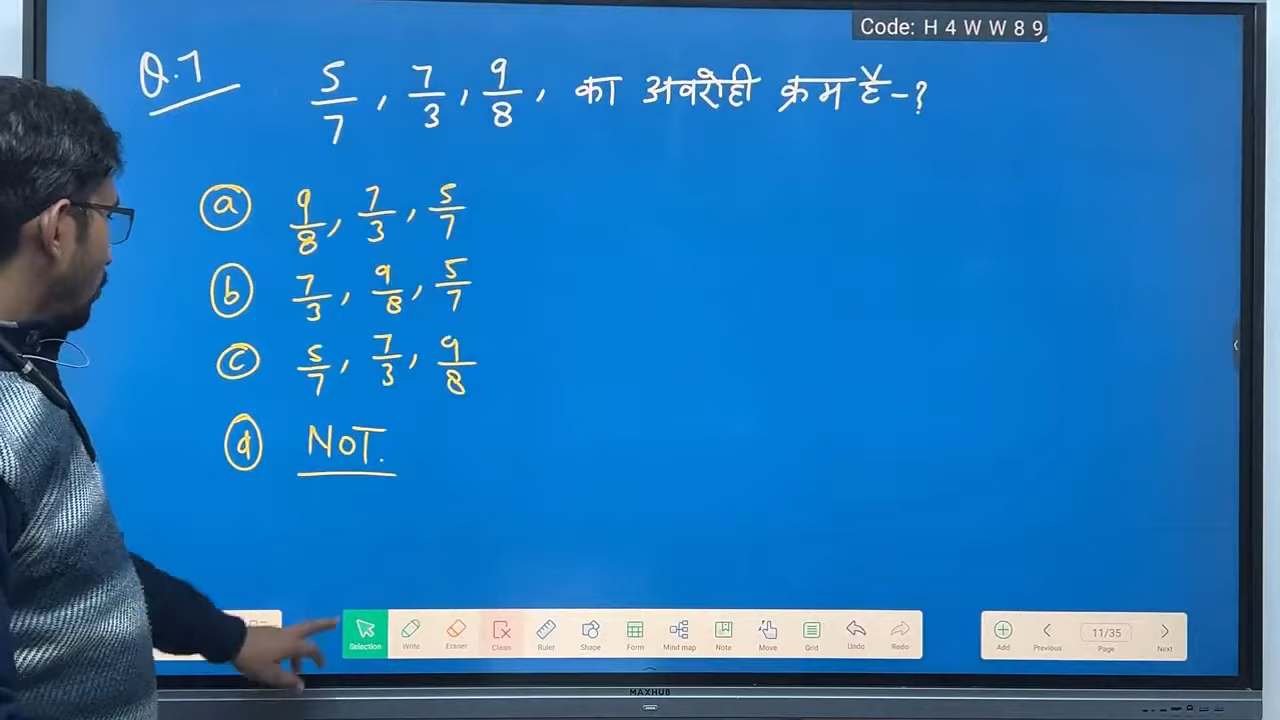 Code: H 4 W W 8 9
Q.7 5/7, 7/3, 9/8, का अवरोही क्रम है-?
a 9/8, 7/3, 5/7
b 7/3, 9/8, 5/7
c 5/7, 7/3, 9/8
d NOT.
Selection Write Eraser Clean Ruler Shape Form Mind map Note Move Grid Undo Redo
Add Previous 11/35 Page Next
MAXHUB